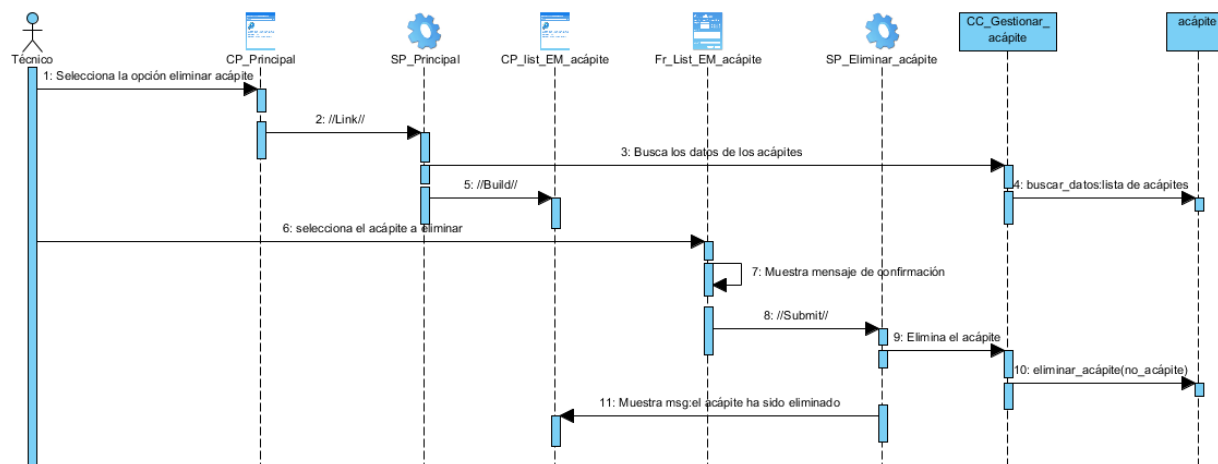 CC_Gestionar_
acápite
acápite
Técnico
CP_Principal
SP_Principal
CP_list_EM_acápite
Fr_List_EM_acápite
SP_Eliminar_acápite
1: Selecciona la opción eliminar acápite
2: //Link//
3: Busca los datos de los acápites
4: buscar_datos:lista de acápites
5: //Build//
6: selecciona el acápite a eliminar
7: Muestra mensaje de confirmación
8: //Submit//
9: Elimina el acápite
10: eliminar_acápite(no_acápite)
11: Muestra msg:el acápite ha sido eliminado